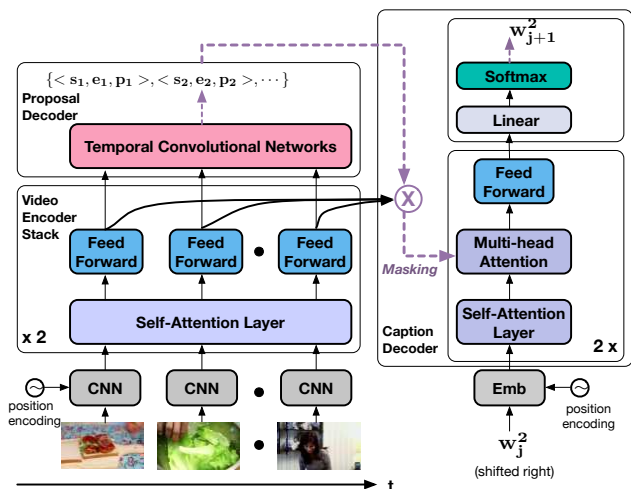 {< s₁, e₁, p₁ >, < s₂, e₂, p₂ >, ⋯}
Proposal
Decoder
Temporal Convolutional Networks
Video
Encoder
Stack
Feed
Forward
Feed
Forward
Feed
Forward
Self-Attention Layer
x 2
CNN
CNN
CNN
position
encoding
t
X
Masking
w²ⱼ₊₁
Softmax
Linear
Feed
Forward
Multi-head
Attention
Self-Attention
Layer
Caption
Decoder
2 x
Emb
position
encoding
w²ⱼ
(shifted right)